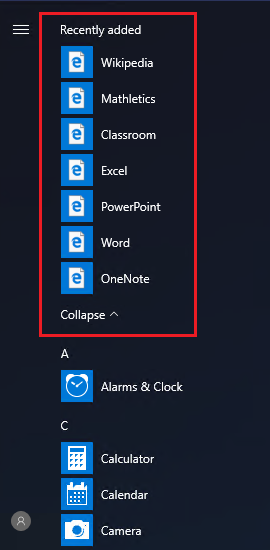 Recently added
Wikipedia
Mathletics
Classroom
Excel
PowerPoint
Word
OneNote
Collapse
A
Alarms & Clock
C
Calculator
Calendar
Camera